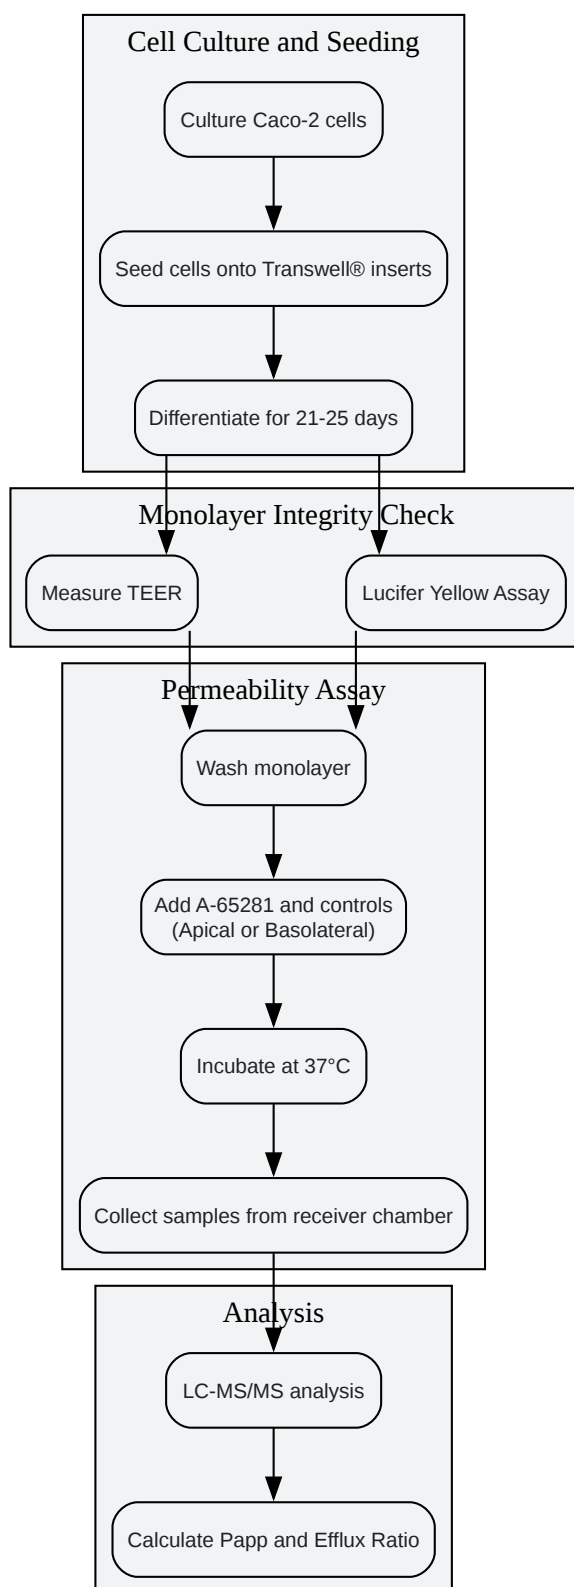 Cell Culture and Seeding
Culture Caco-2 cells
Seed cells onto Transwell® inserts
Differentiate for 21-25 days
Monolayer Integrity Check
Measure TEER
Lucifer Yellow Assay
Permeability Assay
Wash monolayer
Add A-65281 and controls
(Apical or Basolateral)
Incubate at 37°C
Collect samples from receiver chamber
Analysis
LC-MS/MS analysis
Calculate Papp and Efflux Ratio